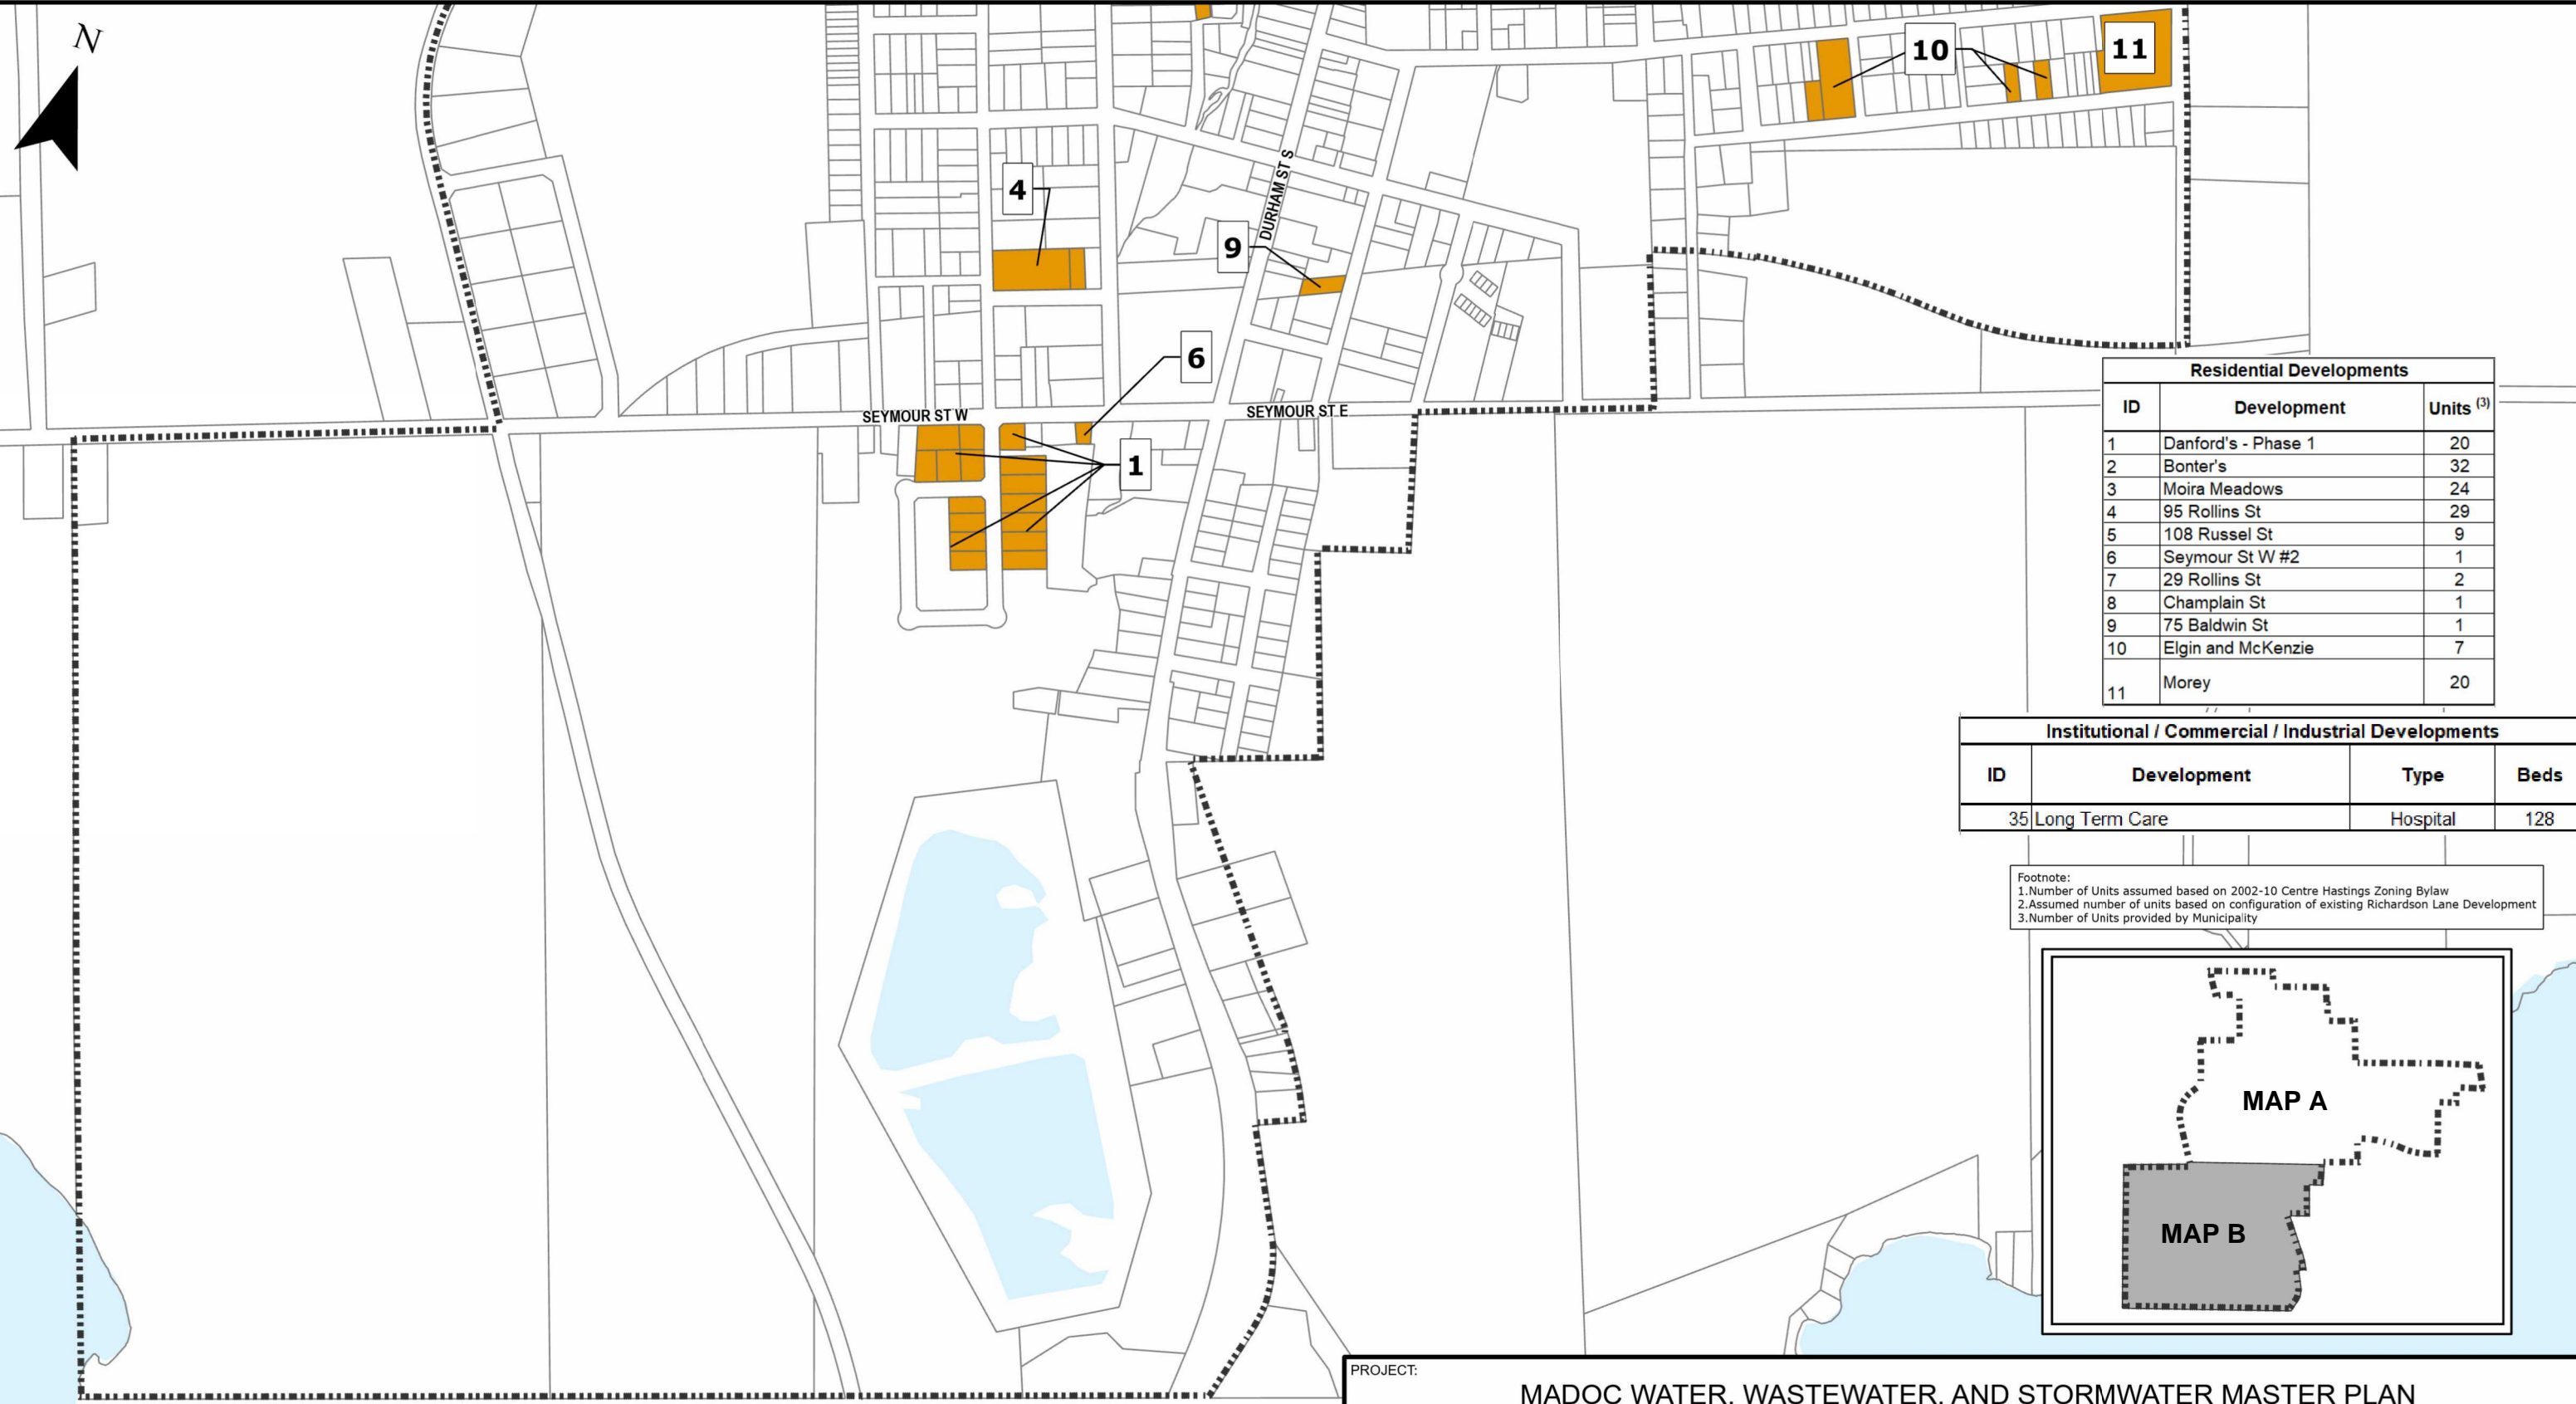 N
10
11
4
DURHAM ST S
9
6
SEYMOUR ST W
SEYMOUR ST E
1
Residential Developments
ID Development Units (3)
1 Danford's - Phase 1 20
2 Bonter's 32
3 Moira Meadows 24
4 95 Rollins St 29
5 108 Russel St 9
6 Seymour St W #2 1
7 29 Rollins St 2
8 Champlain St 1
9 75 Baldwin St 1
10 Elgin and McKenzie 7
11 Morey 20
Institutional / Commercial / Industrial Developments
ID Development Type Beds
35 Long Term Care Hospital 128
Footnote:
1.Number of Units assumed based on 2002-10 Centre Hastings Zoning Bylaw
2.Assumed number of units based on configuration of existing Richardson Lane Development
3.Number of Units provided by Municipality
MAP A
MAP B
PROJECT:
MADOC WATER, WASTEWATER, AND STORMWATER MASTER PLAN